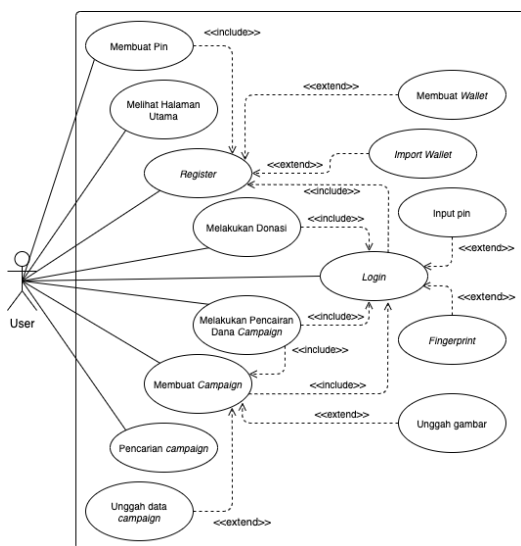 <<include>>
Membuat Pin
<<extend>>
Melihat Halaman
Utama
Membuat Wallet
<<extend>>
Import Wallet
Register
<<include>>
Melakukan Donasi
<<include>>
Input pin
<<extend>>
Login
User
<<extend>>
Melakukan Pencairan
Dana Campaign
<<include>>
<<include>>
Fingerprint
Membuat Campaign
<<include>>
<<extend>>
Unggah gambar
Pencarian campaign
Unggah data
campaign
<<extend>>